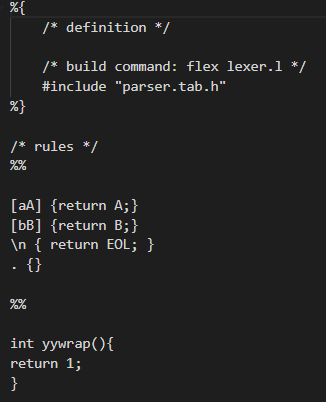 %{
/* definition */
/* build command: flex lexer.l */
#include "parser.tab.h"
%}
/* rules */
%%
[aA] {return A;}
[bB] {return B;}
\n { return EOL; }
. {}
%%
int yywrap(){
return 1;
}